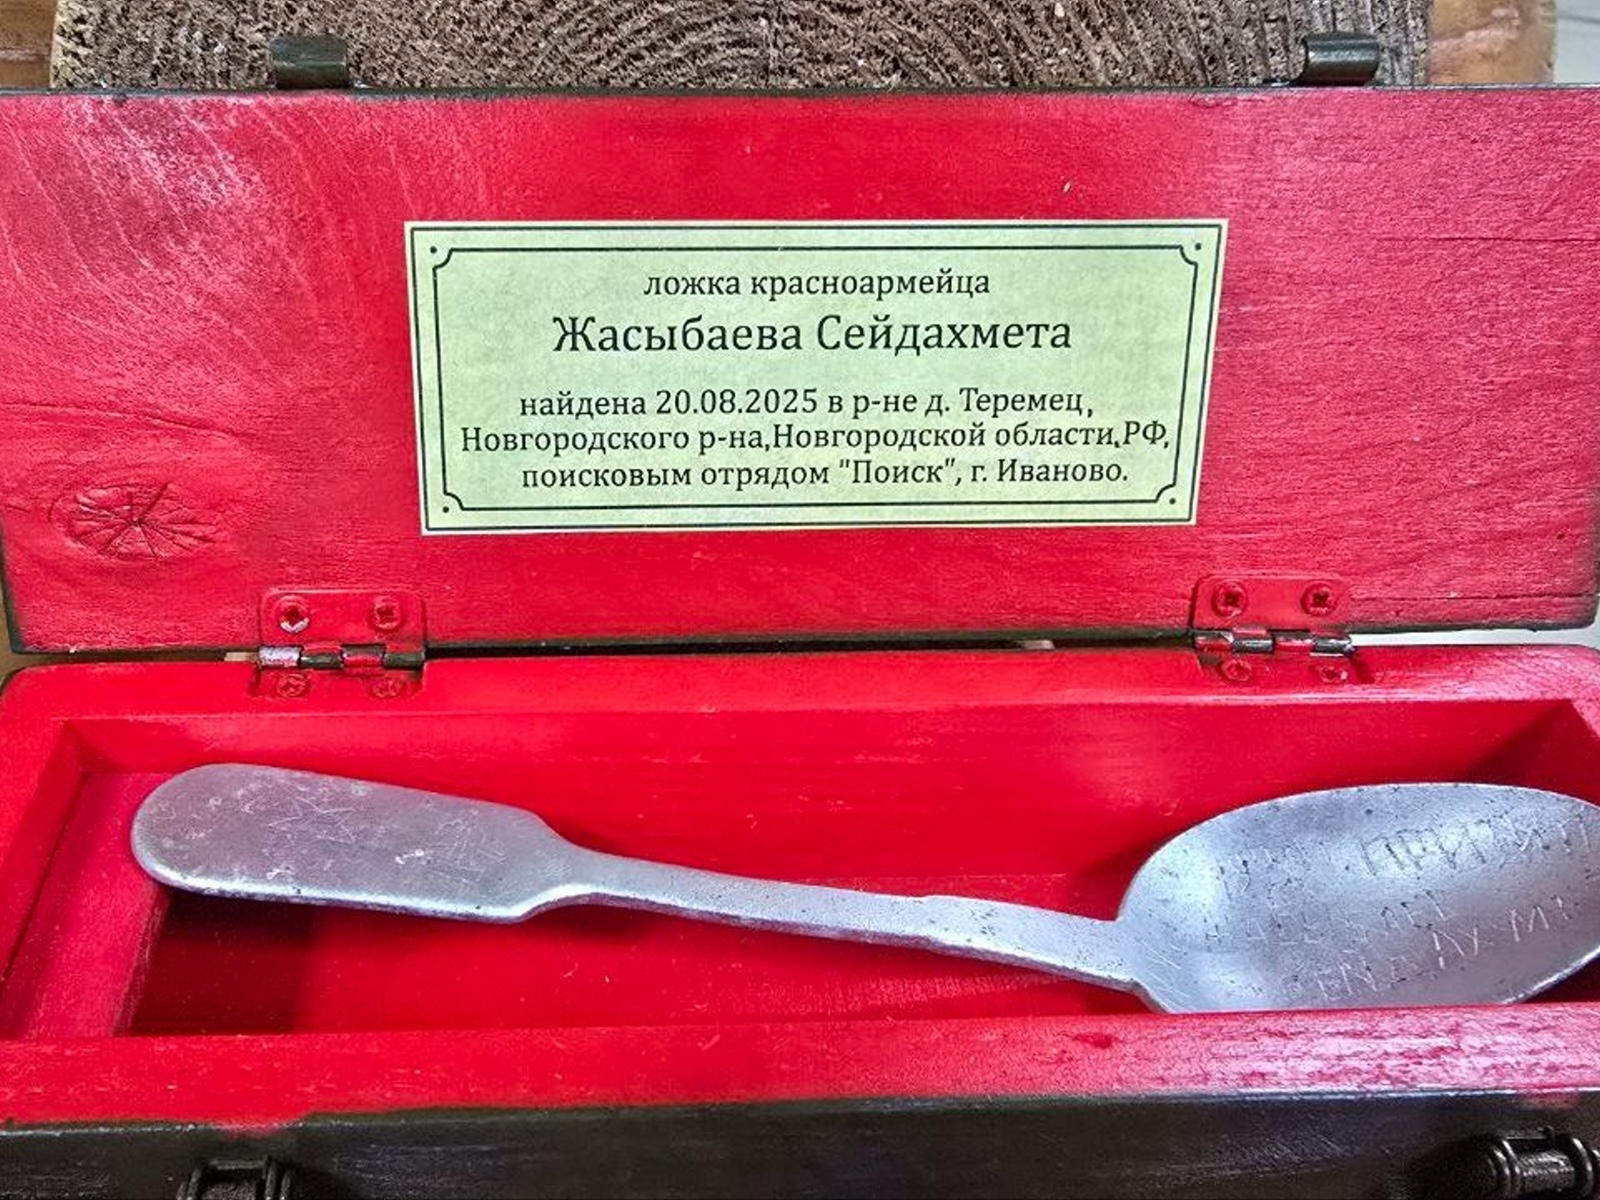 ложка красноармейца
Жасыбаева Сейдахмета
найдена 20.08.2025 в р-не д. Теремец,
Новгородского р-на,Новгородской области,РФ,
поисковым отрядом "Поиск", г. Иваново.